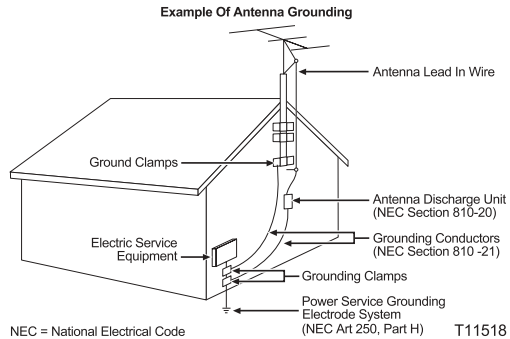 Example Of Antenna Grounding
Antenna Lead In Wire
Ground Clamps
Antenna Discharge Unit
(NEC Section 810-20)
Electric Service
Equipment
Grounding Conductors
(NEC Section 810 -21)
Grounding Clamps
Power Service Grounding
Electrode System
(NEC Art 250, Part H)
NEC = National Electrical Code
T11518